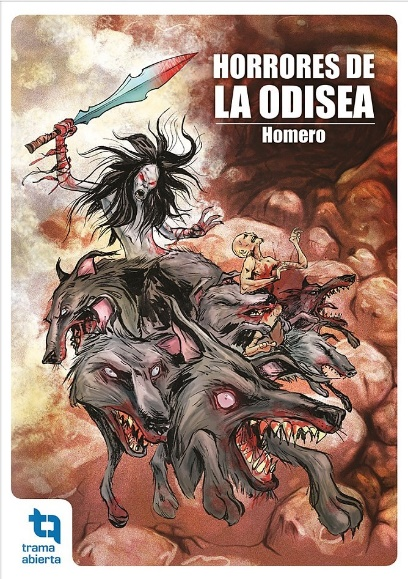 HORRORES DE
LA ODISEA
Homero
trama
abierta